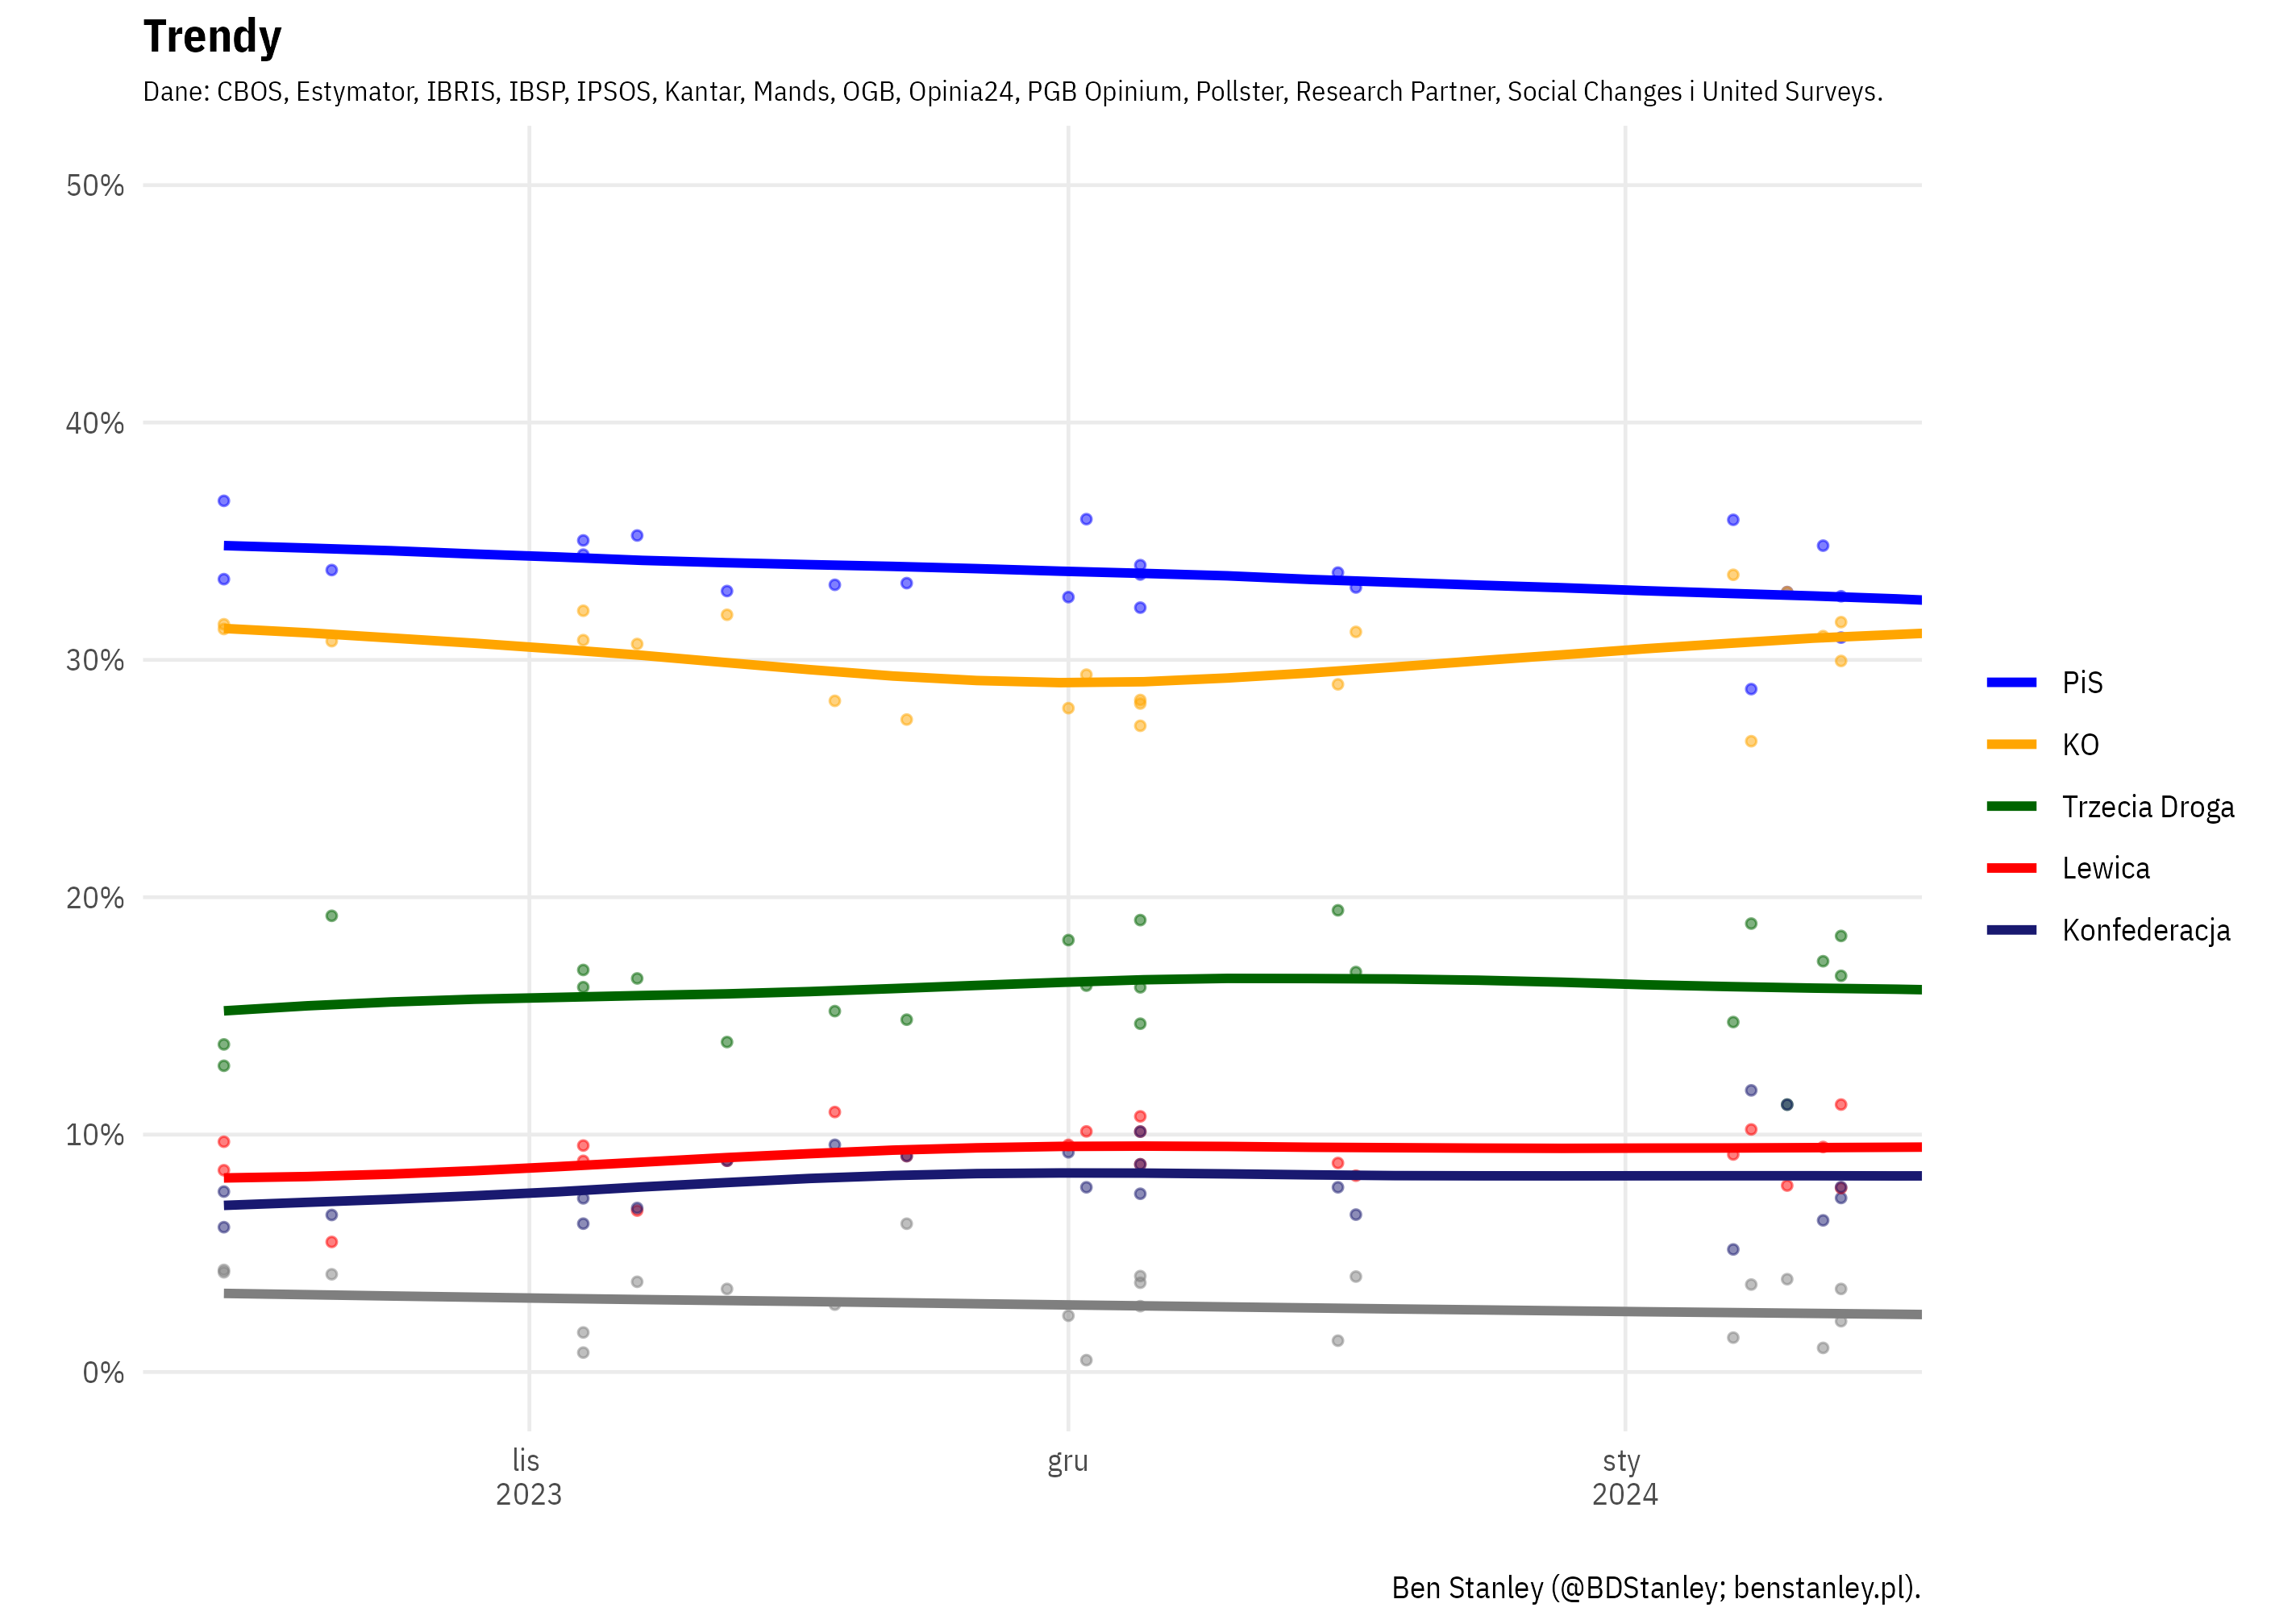 Trendy
Dane: CBOS, Estymator, IBRIS, IBSP, IPSOS, Kantar, Mands, OGB, Opinia24, PGB Opinium, Pollster, Research Partner, Social Changes i United Surveys.
50%
40%
30%
20%
10%
0%
lis
2023
gru
sty
2024
PiS
KO
Trzecia Droga
Lewica
Konfederacja
Ben Stanley (@BDStanley; benstanley.pl).